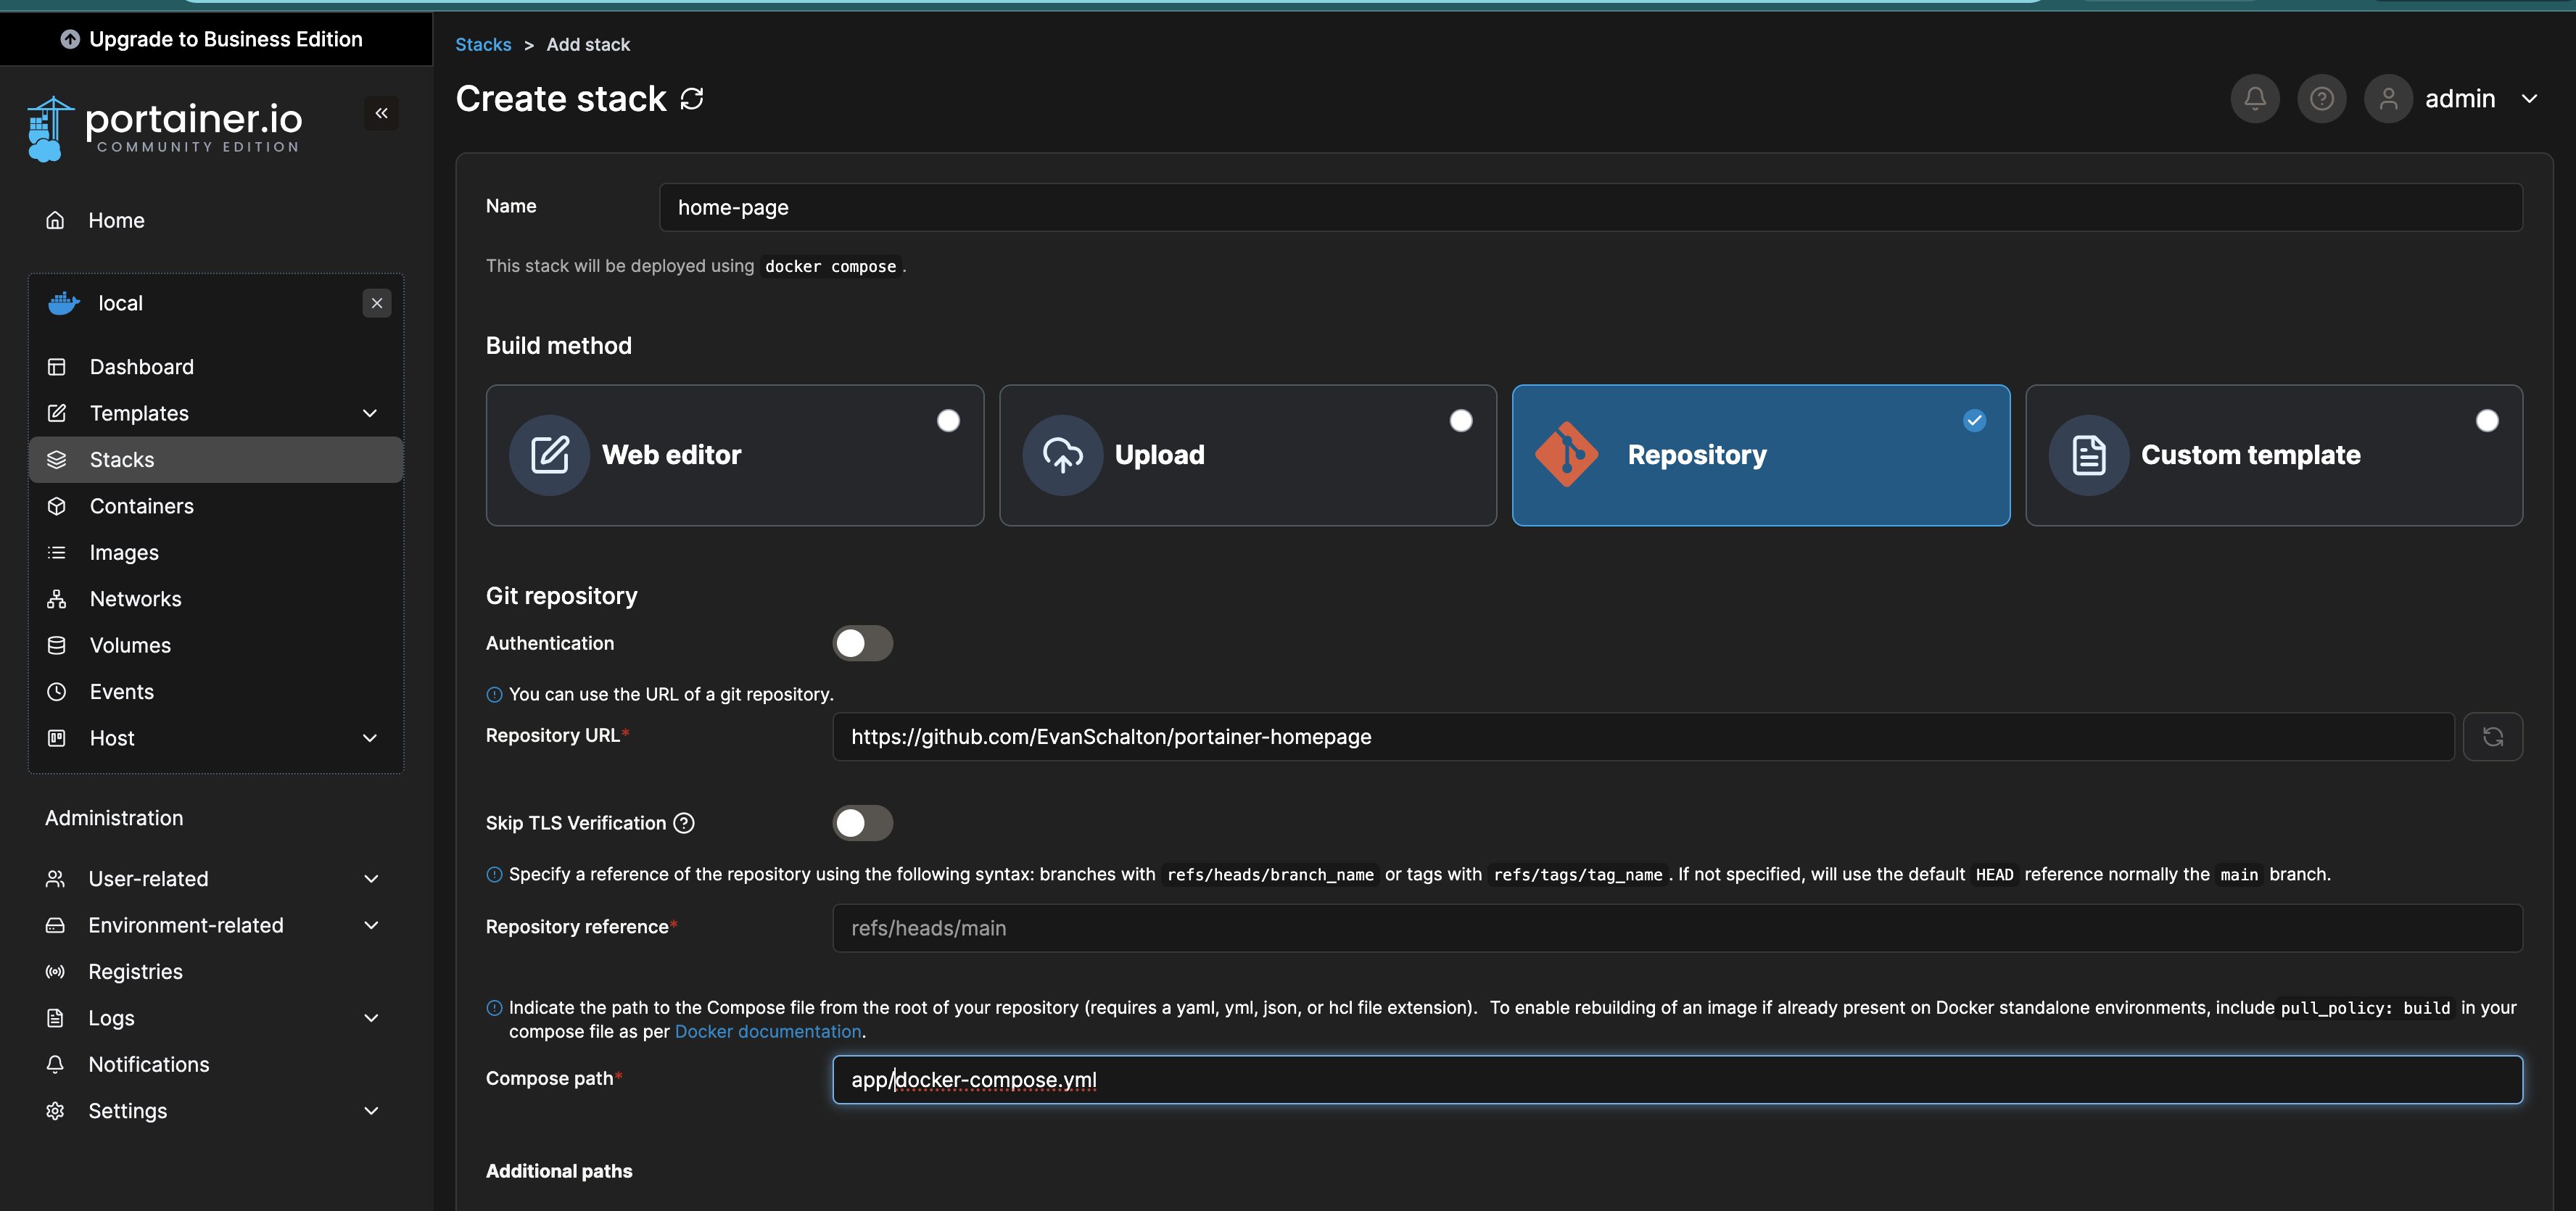 Upgrade to Business Edition
portainer.io
COMMUNITY EDITION
Home
local
Dashboard
Templates
Stacks
Containers
Images
Networks
Volumes
Events
Host
Administration
User-related
Environment-related
Registries
Logs
Notifications
Settings
Stacks > Add stack
Create stack
admin
Name
home-page
This stack will be deployed using docker compose.
Build method
Web editor
Upload
Repository
Custom template
Git repository
Authentication
You can use the URL of a git repository.
Repository URL*
https://github.com/EvanSchalton/portainer-homepage
Skip TLS Verification
Specify a reference of the repository using the following syntax: branches with refs/heads/branch_name or tags with refs/tags/tag_name. If not specified, will use the default HEAD reference normally the main branch.
Repository reference*
refs/heads/main
Indicate the path to the Compose file from the root of your repository (requires a yaml, yml, json, or hcl file extension). To enable rebuilding of an image if already present on Docker standalone environments, include pull_policy: build in your
compose file as per Docker documentation.
Compose path*
app/docker-compose.yml
Additional paths